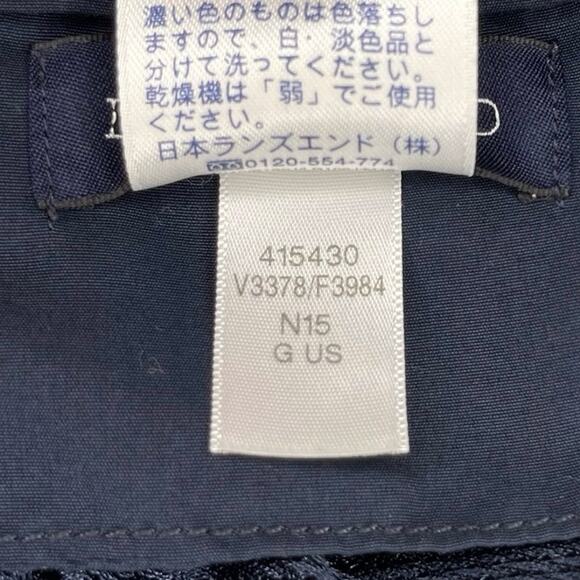 濃い色のものは色落ちし
ますので、白・淡色品と
分けて洗ってください。
乾燥機は「弱」でご使用
ください。
日本ランズエンド（株）
0120-554-774
415430
V3378/F3984
N15
G US